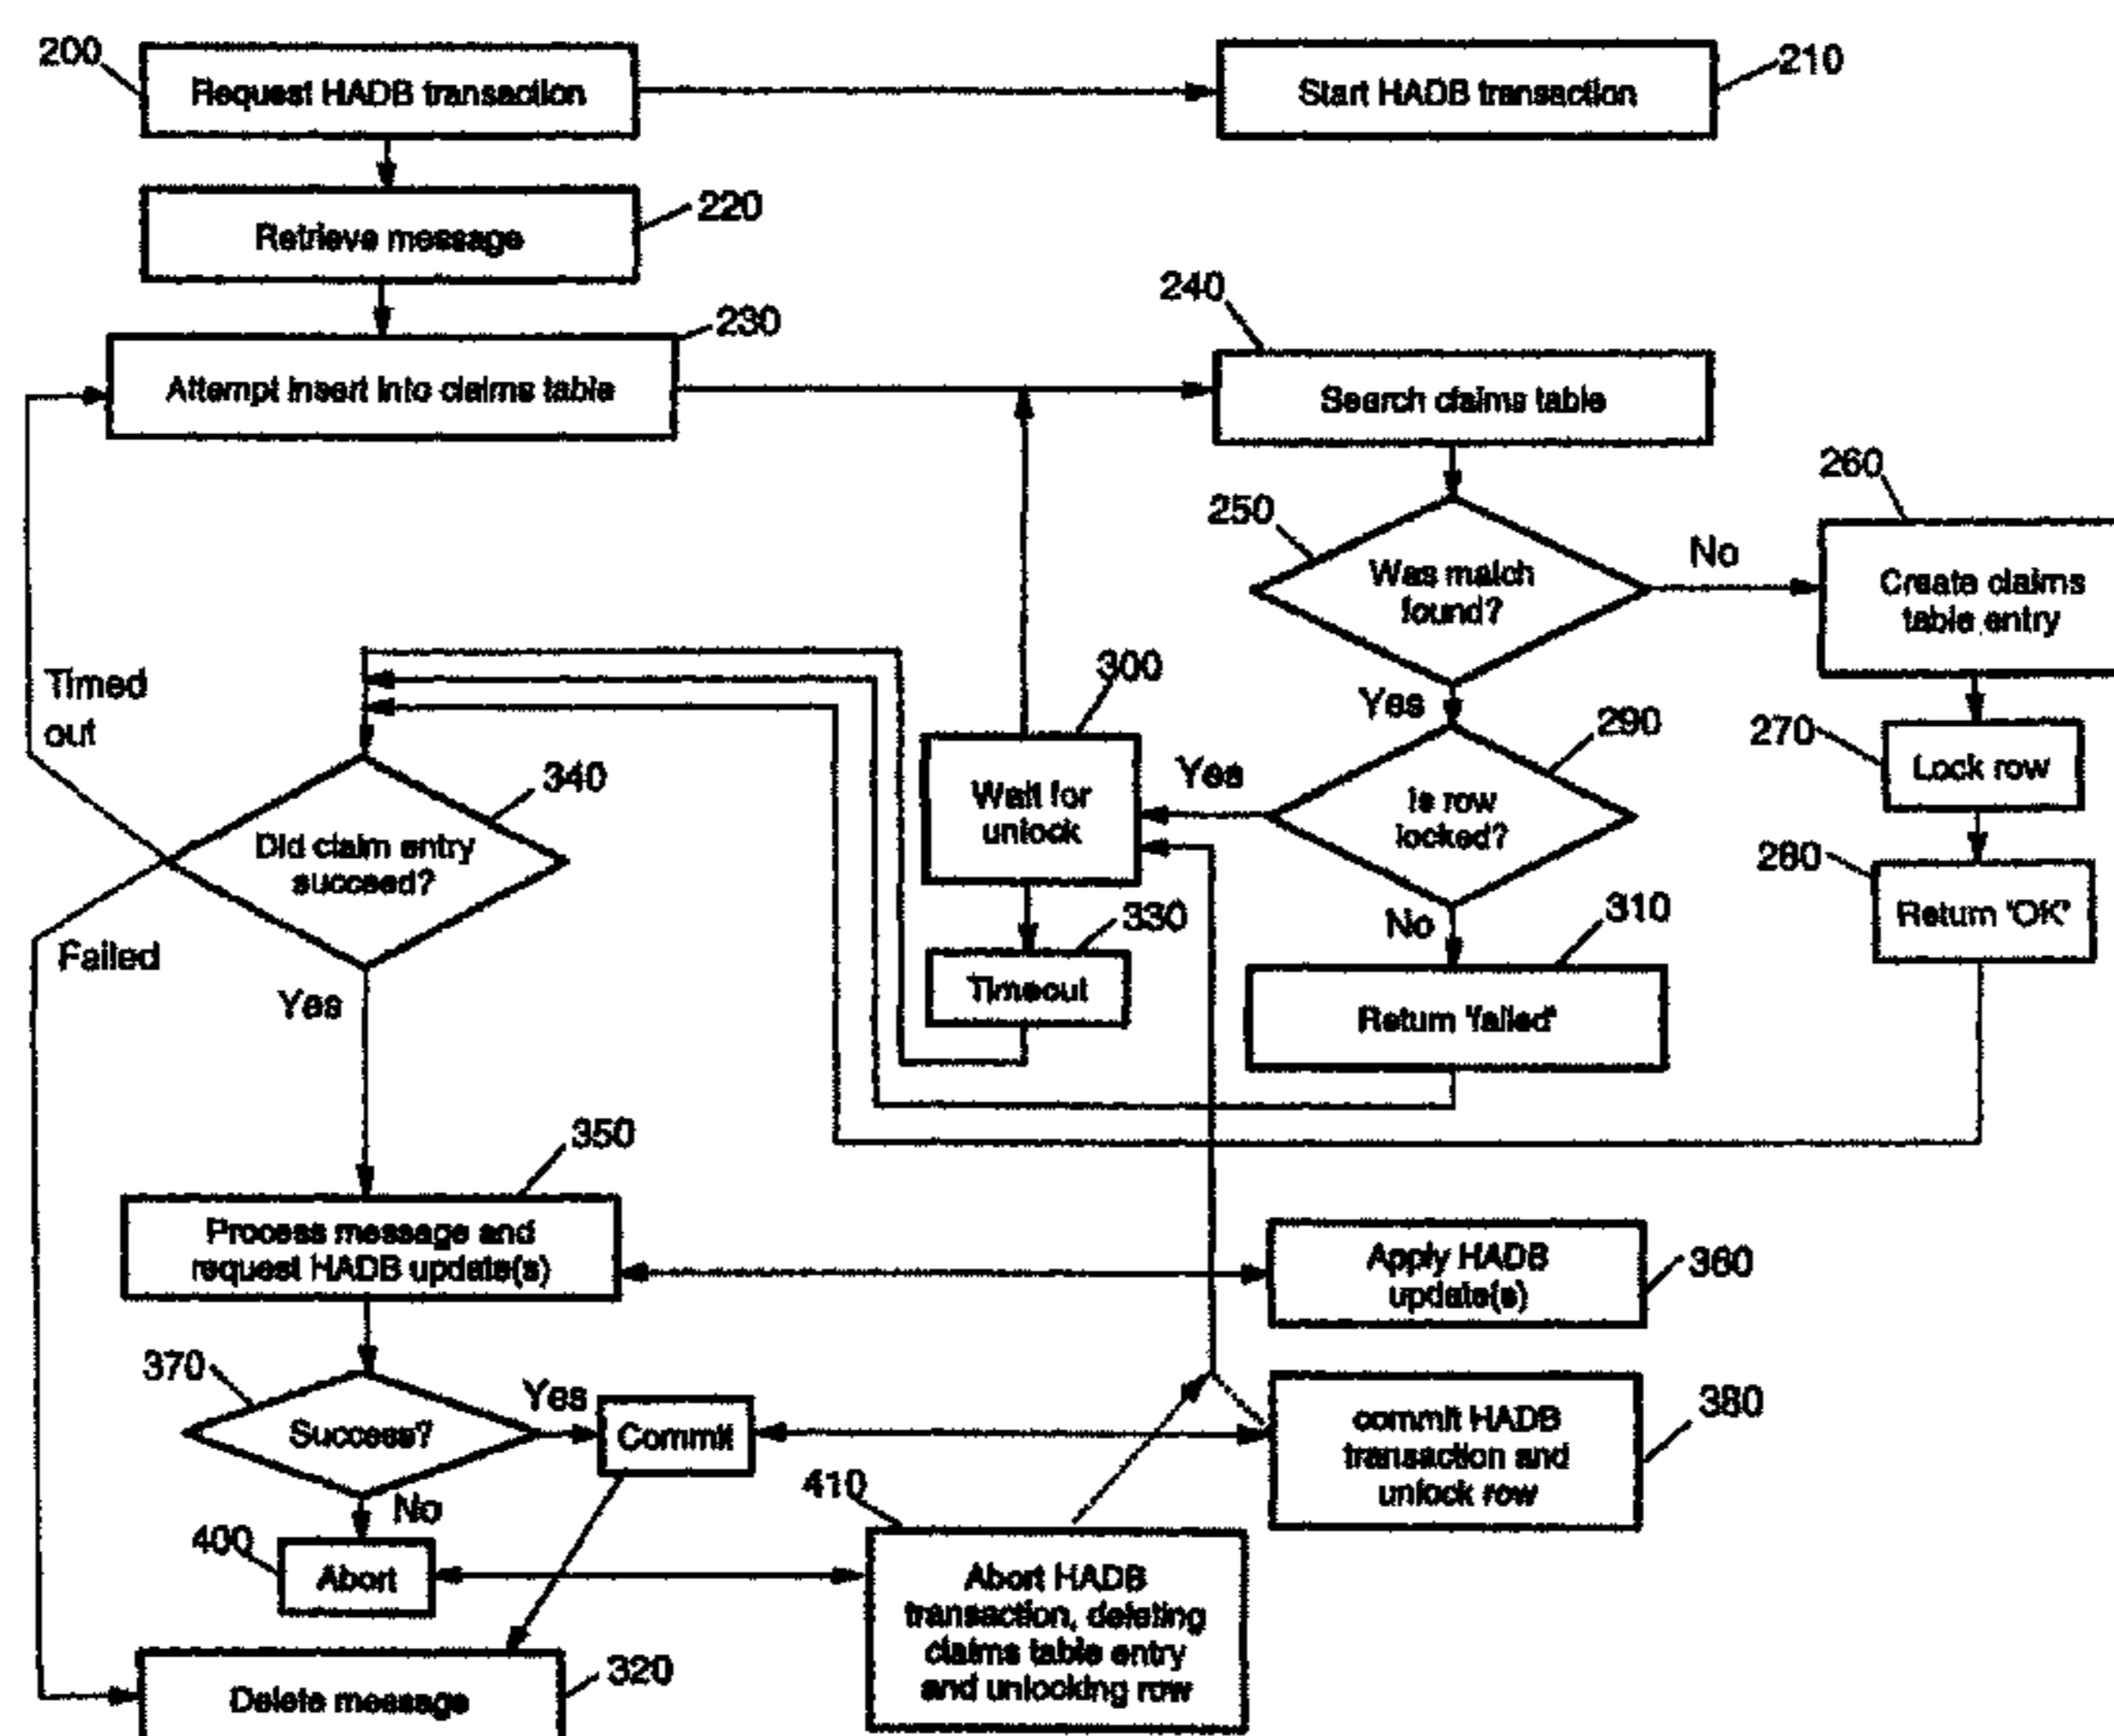 200
Request HADB transaction
Start HADB transaction
210
Retrieve message
220
230
Attempt insert into claims table
240
Search claims table
250
Was match
found?
No
260
Create claims
table entry
Yes
Timed
out
300
Wait for
unlock
Yes
290
Is row
locked?
270
Lock row
340
Did claim entry
succeed?
280
Return 'OK'
Failed
Yes
330
Timeout
No
310
Return 'failed'
350
Process message and
request HADB update(s)
Apply HADB
update(s)
360
370
Success?
Yes
Commit
commit HADB
transaction and
unlock row
380
No
400
Abort
410
Abort HADB
transaction, deleting
claims table entry
and unlocking row
Delete message
320